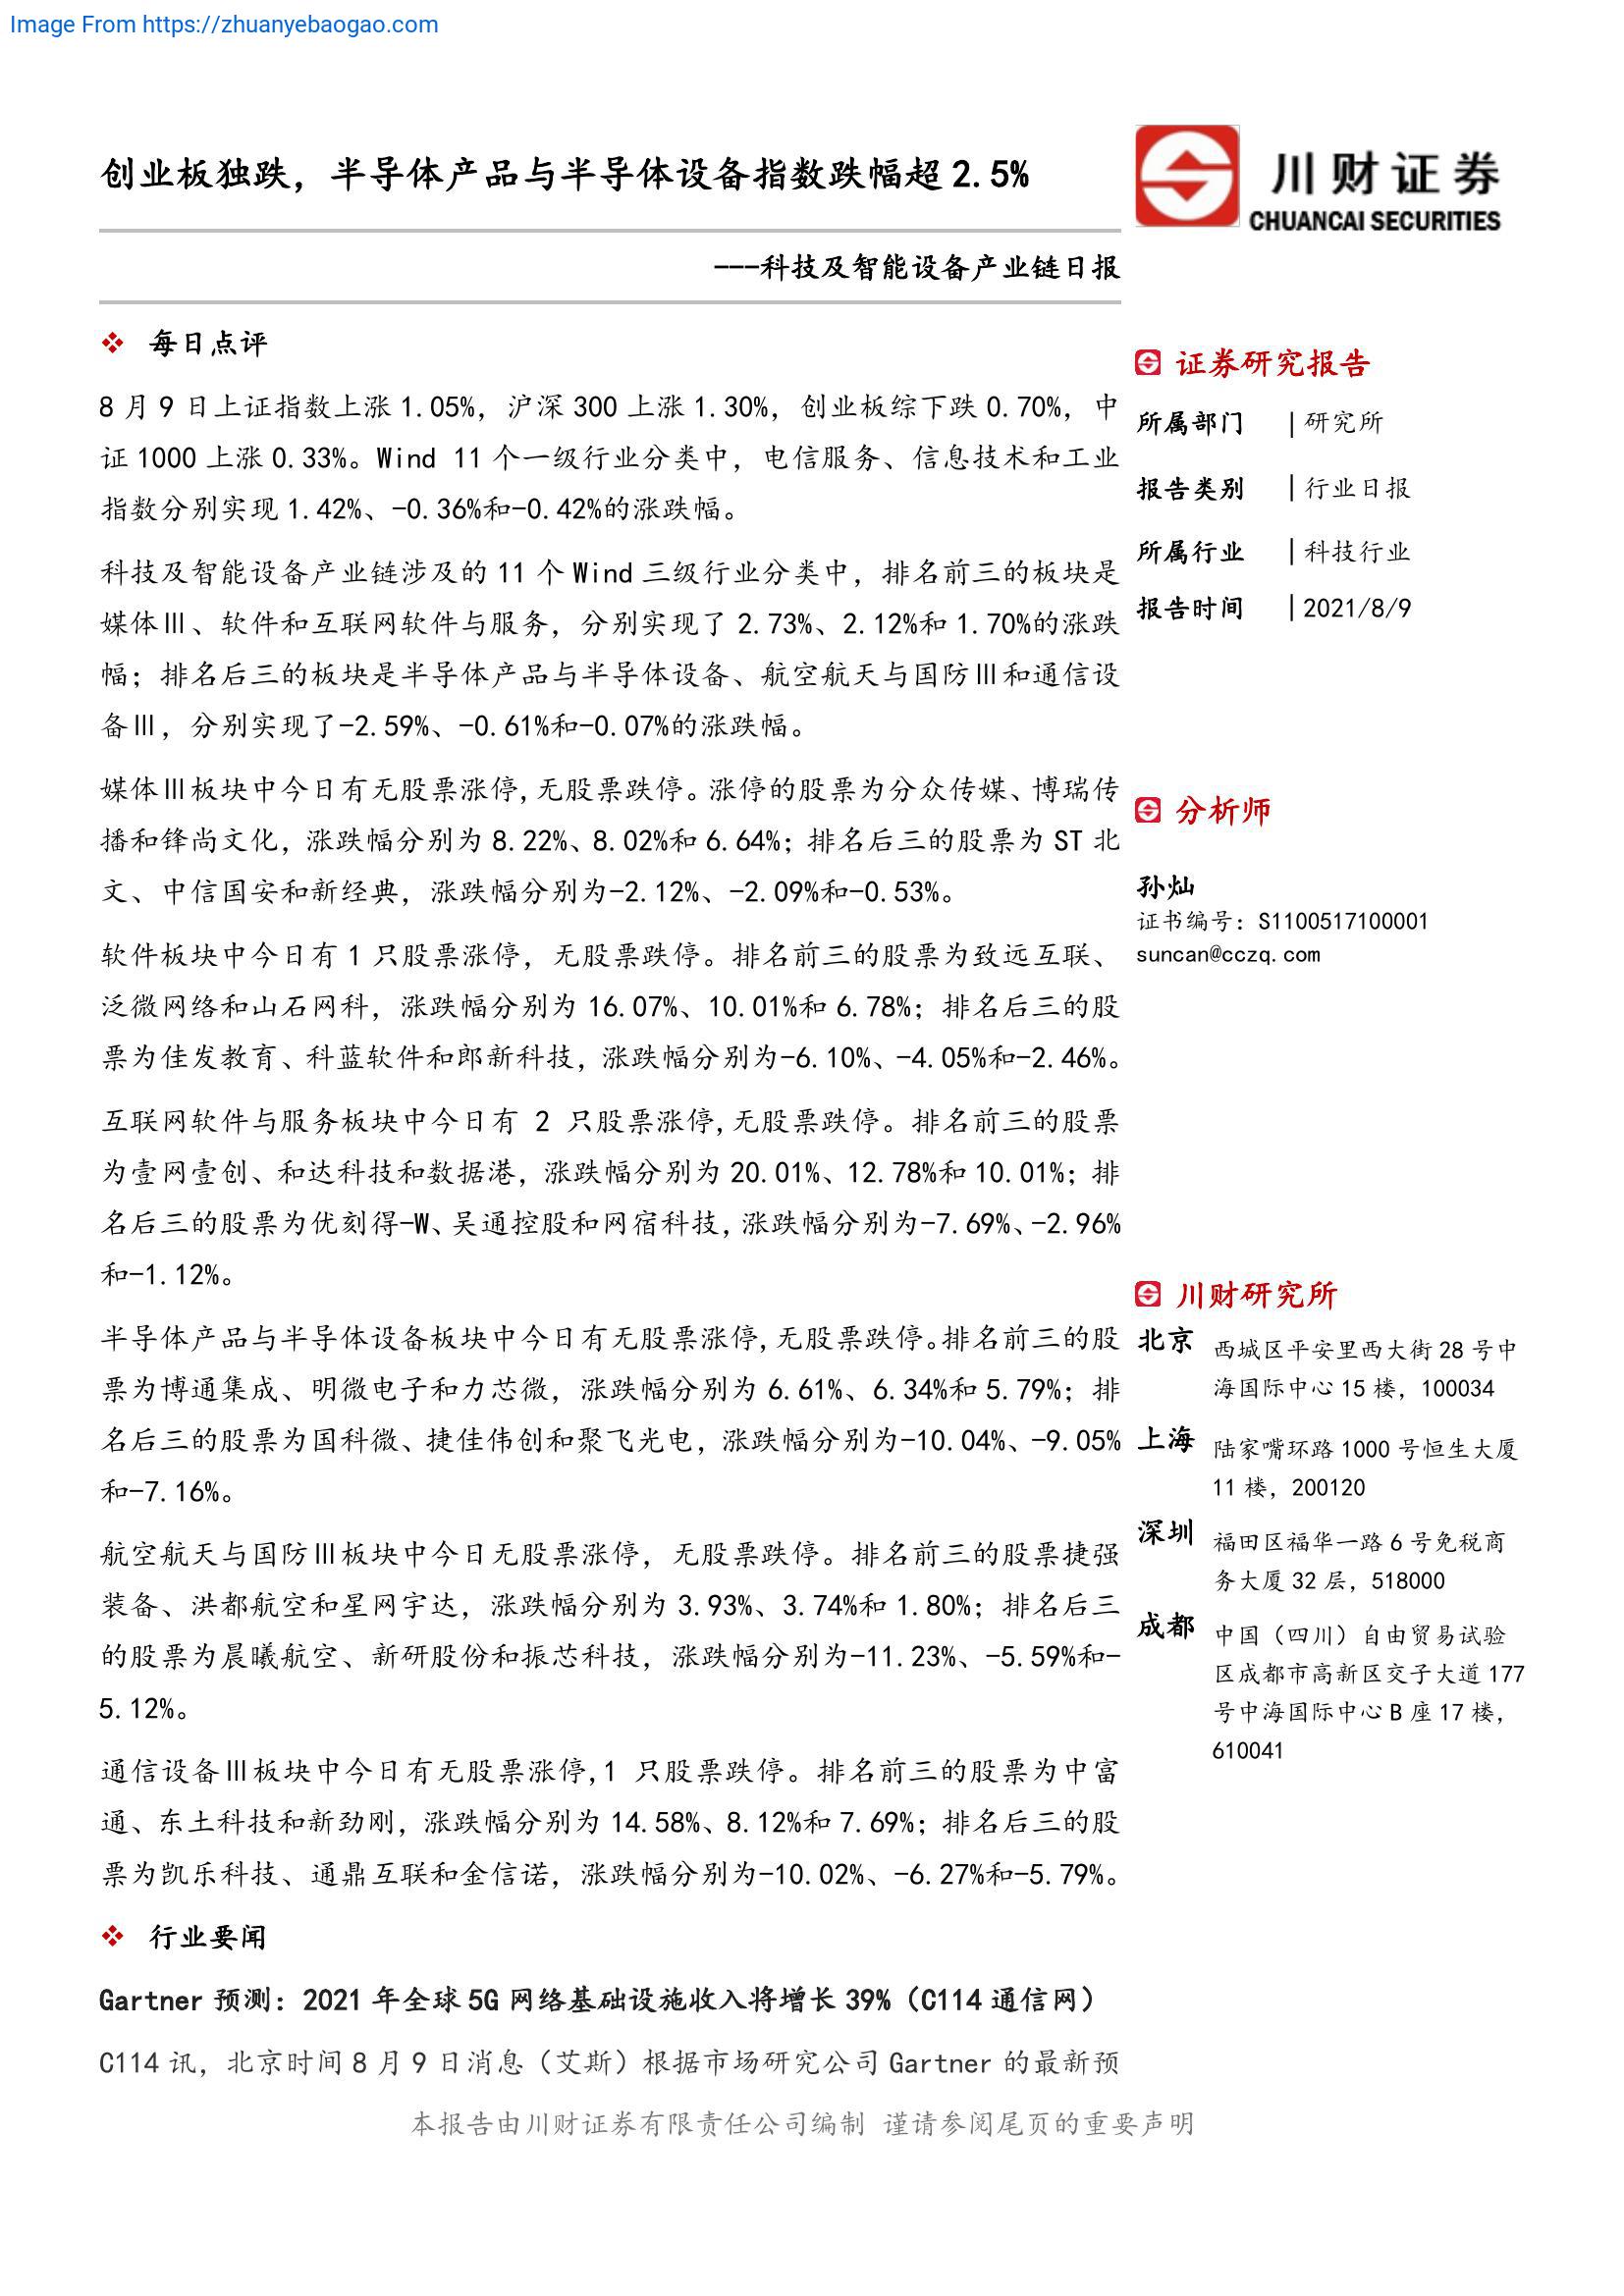 Image From https://zhuanyebaogao.com
创业板独跌，半导体产品与半导体设备指数跌幅超 2.5%
---科技及智能设备产业链日报
川财证券
CHUANCAI SECURITIES
每日点评
8 月 9 日上证指数上涨 1.05%，沪深 300 上涨 1.30%，创业板综下跌 0.70%，中
证 1000 上涨 0.33%。Wind 11 个一级行业分类中，电信服务、信息技术和工业
指数分别实现 1.42%、-0.36%和-0.42%的涨跌幅。
科技及智能设备产业链涉及的 11 个 Wind 三级行业分类中，排名前三的板块是
媒体Ⅲ、软件和互联网软件与服务，分别实现了 2.73%、2.12%和 1.70%的涨跌
幅；排名后三的板块是半导体产品与半导体设备、航空航天与国防Ⅲ和通信设
备Ⅲ，分别实现了-2.59%、-0.61%和-0.07%的涨跌幅。
媒体Ⅲ板块中今日有无股票涨停,无股票跌停。涨停的股票为分众传媒、博瑞传
播和锋尚文化，涨跌幅分别为 8.22%、8.02%和 6.64%；排名后三的股票为 ST 北
文、中信国安和新经典，涨跌幅分别为-2.12%、-2.09%和-0.53%。
软件板块中今日有 1 只股票涨停，无股票跌停。排名前三的股票为致远互联、
泛微网络和山石网科，涨跌幅分别为 16.07%、10.01%和 6.78%；排名后三的股
票为佳发教育、科蓝软件和郎新科技，涨跌幅分别为-6.10%、-4.05%和-2.46%。
互联网软件与服务板块中今日有 2 只股票涨停,无股票跌停。排名前三的股票
为壹网壹创、和达科技和数据港，涨跌幅分别为 20.01%、12.78%和 10.01%；排
名后三的股票为优刻得-W、吴通控股和网宿科技,涨跌幅分别为-7.69%、-2.96%
和-1.12%。
半导体产品与半导体设备板块中今日有无股票涨停,无股票跌停。排名前三的股
票为博通集成、明微电子和力芯微，涨跌幅分别为 6.61%、6.34%和 5.79%；排
名后三的股票为国科微、捷佳伟创和聚飞光电，涨跌幅分别为-10.04%、-9.05%
和-7.16%。
航空航天与国防Ⅲ板块中今日无股票涨停，无股票跌停。排名前三的股票捷强
装备、洪都航空和星网宇达，涨跌幅分别为 3.93%、3.74%和 1.80%；排名后三
的股票为晨曦航空、新研股份和振芯科技，涨跌幅分别为-11.23%、-5.59%和-
5.12%。
通信设备Ⅲ板块中今日有无股票涨停,1 只股票跌停。排名前三的股票为中富
通、东土科技和新劲刚，涨跌幅分别为 14.58%、8.12%和 7.69%；排名后三的股
票为凯乐科技、通鼎互联和金信诺，涨跌幅分别为-10.02%、-6.27%和-5.79%。
行业要闻
Gartner 预测：2021 年全球 5G 网络基础设施收入将增长 39%（C114 通信网）
C114 讯，北京时间 8 月 9 日消息（艾斯）根据市场研究公司 Gartner 的最新预
证券研究报告
所属部门 | 研究所
报告类别 | 行业日报
所属行业 | 科技行业
报告时间 | 2021/8/9
分析师
孙灿
证书编号：S1100517100001
suncan@cczq.com
川财研究所
北京 西城区平安里西大街 28 号中
海国际中心 15 楼，100034
上海 陆家嘴环路 1000 号恒生大厦
11 楼，200120
深圳 福田区福华一路 6 号免税商
务大厦 32 层，518000
成都 中国（四川）自由贸易试验
区成都市高新区交子大道 177
号中海国际中心 B 座 17 楼，
610041
本报告由川财证券有限责任公司编制 谨请参阅尾页的重要声明